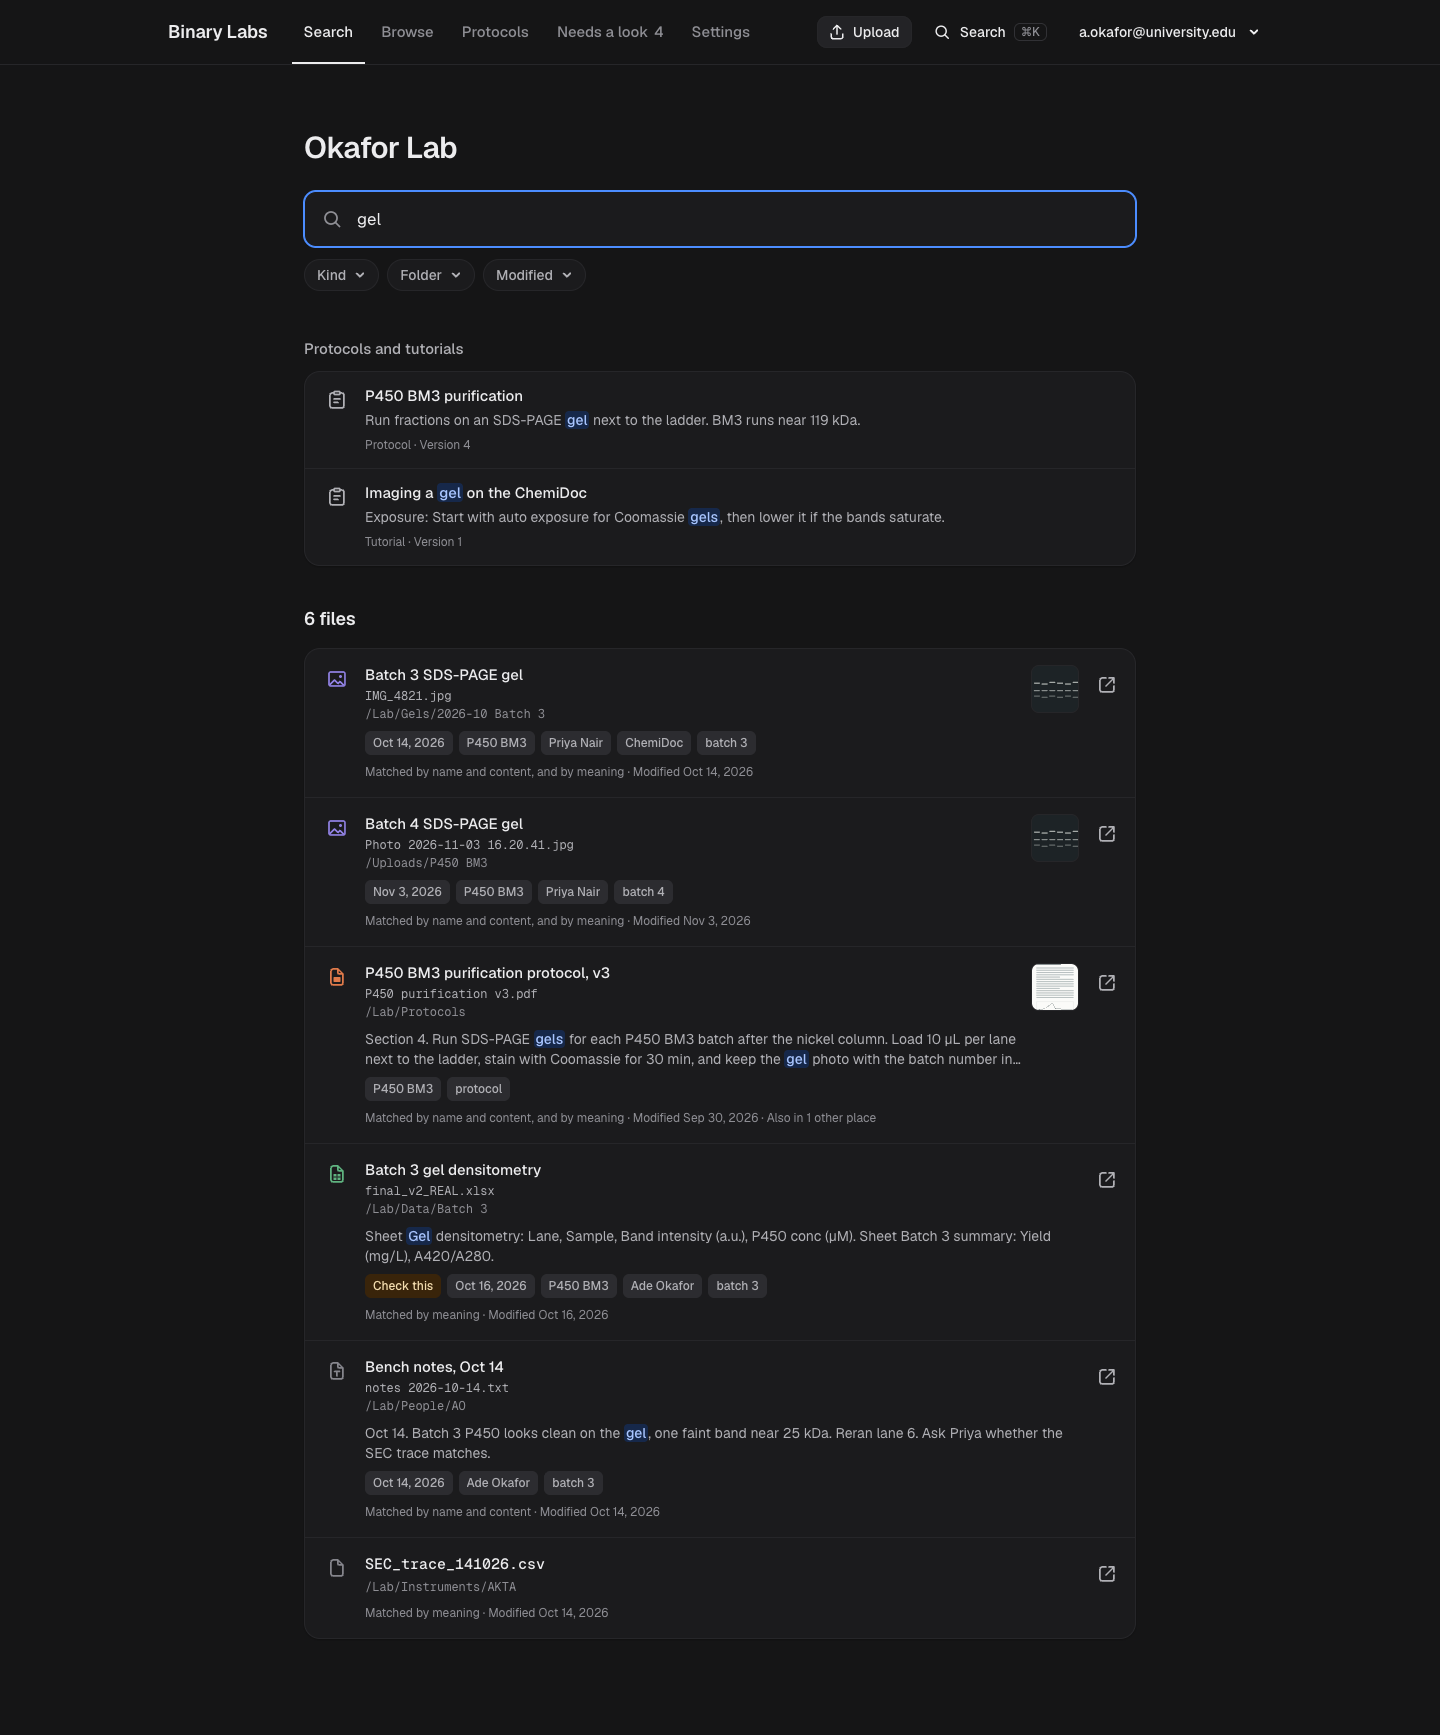 Binary Labs
Search
Browse
Protocols
Needs a look 4
Settings
Upload
Search ⌘K
a.okafor@university.edu
Okafor Lab
gel
Kind
Folder
Modified
Protocols and tutorials
P450 BM3 purification
Run fractions on an SDS-PAGE gel next to the ladder. BM3 runs near 119 kDa.
Protocol · Version 4
Imaging a gel on the ChemiDoc
Exposure: Start with auto exposure for Coomassie gels, then lower it if the bands saturate.
Tutorial · Version 1
6 files
Batch 3 SDS-PAGE gel
IMG_4821.jpg
/Lab/Gels/2026-10 Batch 3
Oct 14, 2026
P450 BM3
Priya Nair
ChemiDoc
batch 3
Matched by name and content, and by meaning · Modified Oct 14, 2026
Batch 4 SDS-PAGE gel
Photo 2026-11-03 16.20.41.jpg
/Uploads/P450 BM3
Nov 3, 2026
P450 BM3
Priya Nair
batch 4
Matched by name and content, and by meaning · Modified Nov 3, 2026
P450 BM3 purification protocol, v3
P450 purification v3.pdf
/Lab/Protocols
Section 4. Run SDS-PAGE gels for each P450 BM3 batch after the nickel column. Load 10 µL per lane
next to the ladder, stain with Coomassie for 30 min, and keep the gel photo with the batch number in…
P450 BM3
protocol
Matched by name and content, and by meaning · Modified Sep 30, 2026 · Also in 1 other place
Batch 3 gel densitometry
final_v2_REAL.xlsx
/Lab/Data/Batch 3
Sheet Gel densitometry: Lane, Sample, Band intensity (a.u.), P450 conc (µM). Sheet Batch 3 summary: Yield
(mg/L), A420/A280.
Check this
Oct 16, 2026
P450 BM3
Ade Okafor
batch 3
Matched by meaning · Modified Oct 16, 2026
Bench notes, Oct 14
notes 2026-10-14.txt
/Lab/People/AO
Oct 14. Batch 3 P450 looks clean on the gel, one faint band near 25 kDa. Reran lane 6. Ask Priya whether the
SEC trace matches.
Oct 14, 2026
Ade Okafor
batch 3
Matched by name and content · Modified Oct 14, 2026
SEC_trace_141026.csv
/Lab/Instruments/AKTA
Matched by meaning · Modified Oct 14, 2026